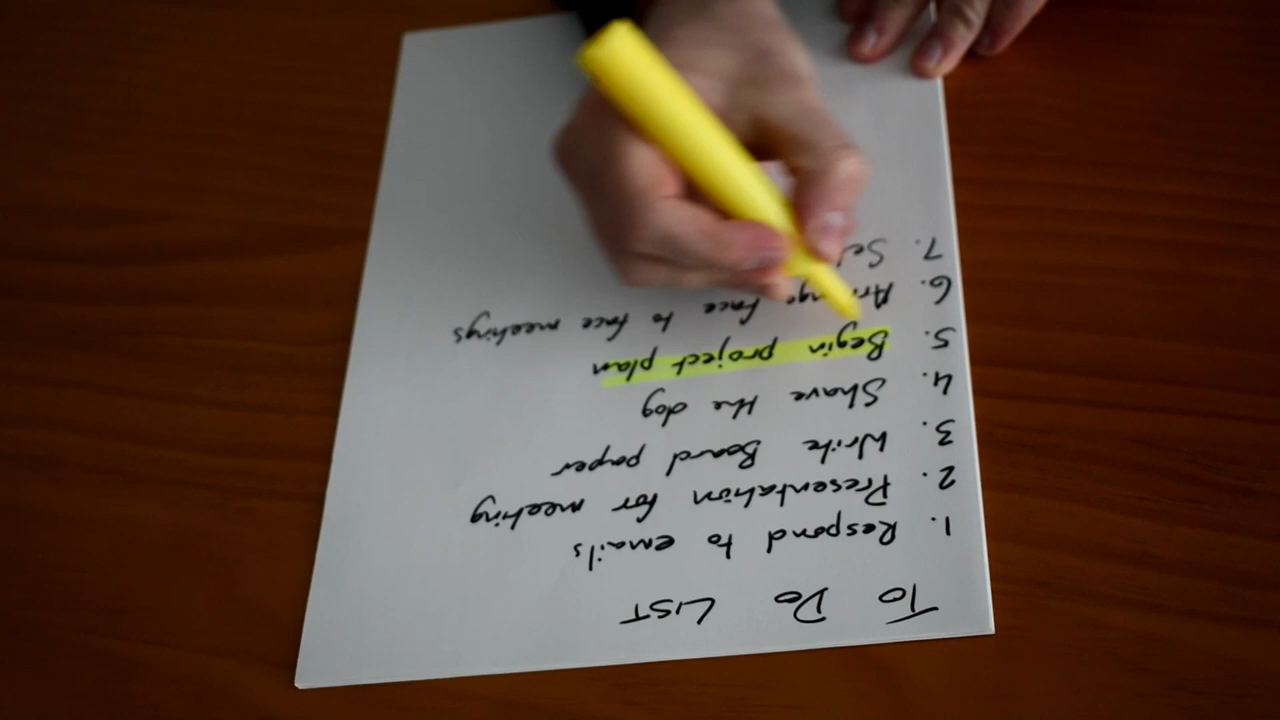 To Do LIST
1. Respond to emails
2. Presentation for meeting
3. Write Board paper
4. Shave the dog
5. Begin project plan
6. Arrange face to face meetings
7.